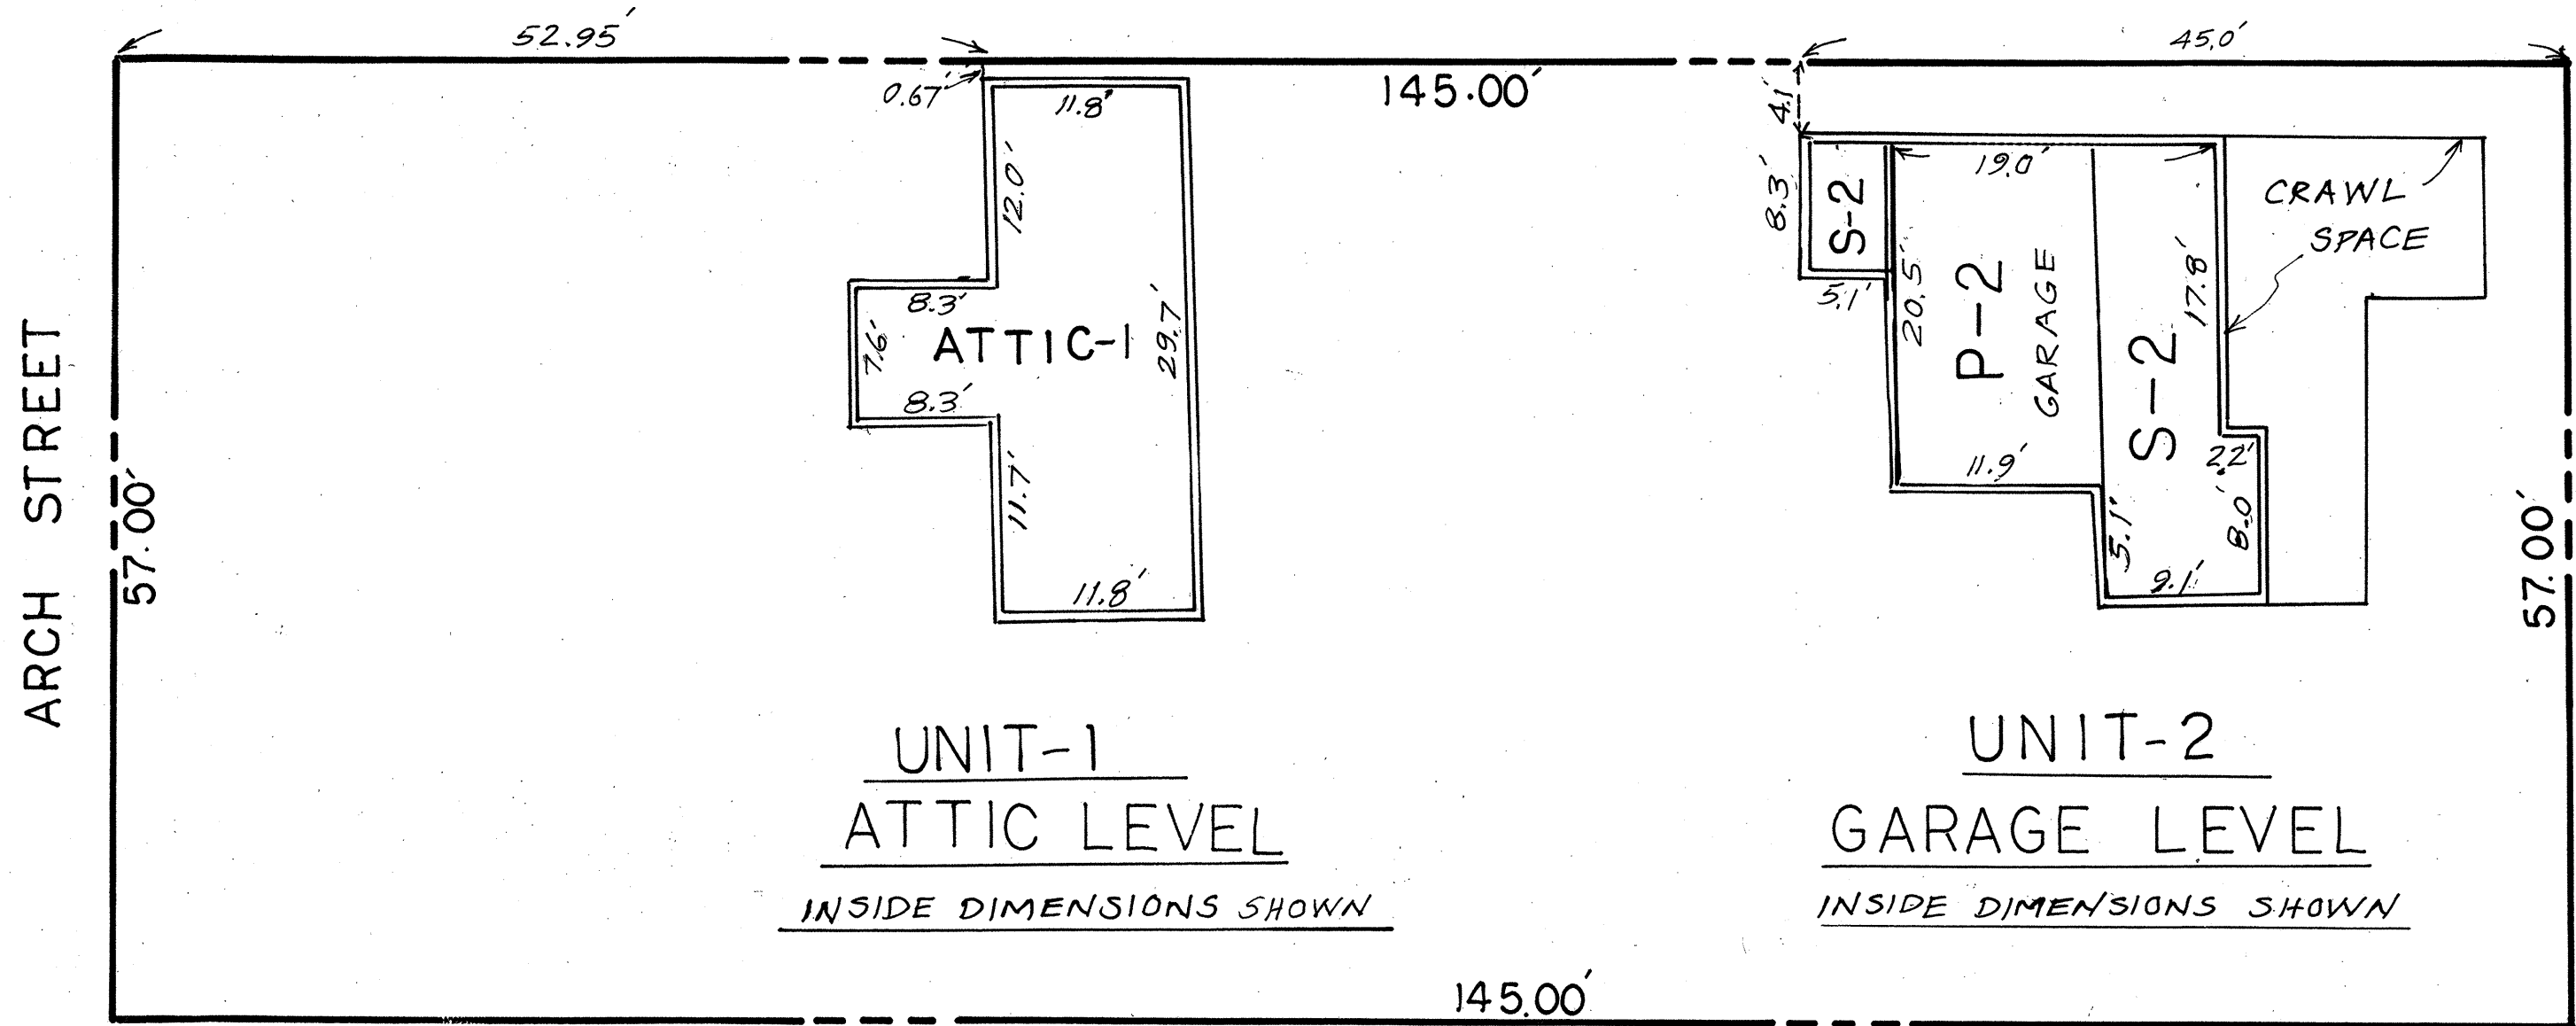 52.95'
45.0'
0.67'
11.8'
145.00'
4.1'
12.0'
8.3'
S-2
5.1'
19.0'
20.5'
P-2
GARAGE
17.8'
S-2
CRAWL
SPACE
8.3'
7.6'
ATTIC-1
29.7'
8.3'
11.7'
11.8'
11.9'
2.2'
5.1'
8.0'
9.1'
ARCH STREET
57.00'
57.00'
UNIT-1
ATTIC LEVEL
INSIDE DIMENSIONS SHOWN
UNIT-2
GARAGE LEVEL
INSIDE DIMENSIONS SHOWN
145.00'